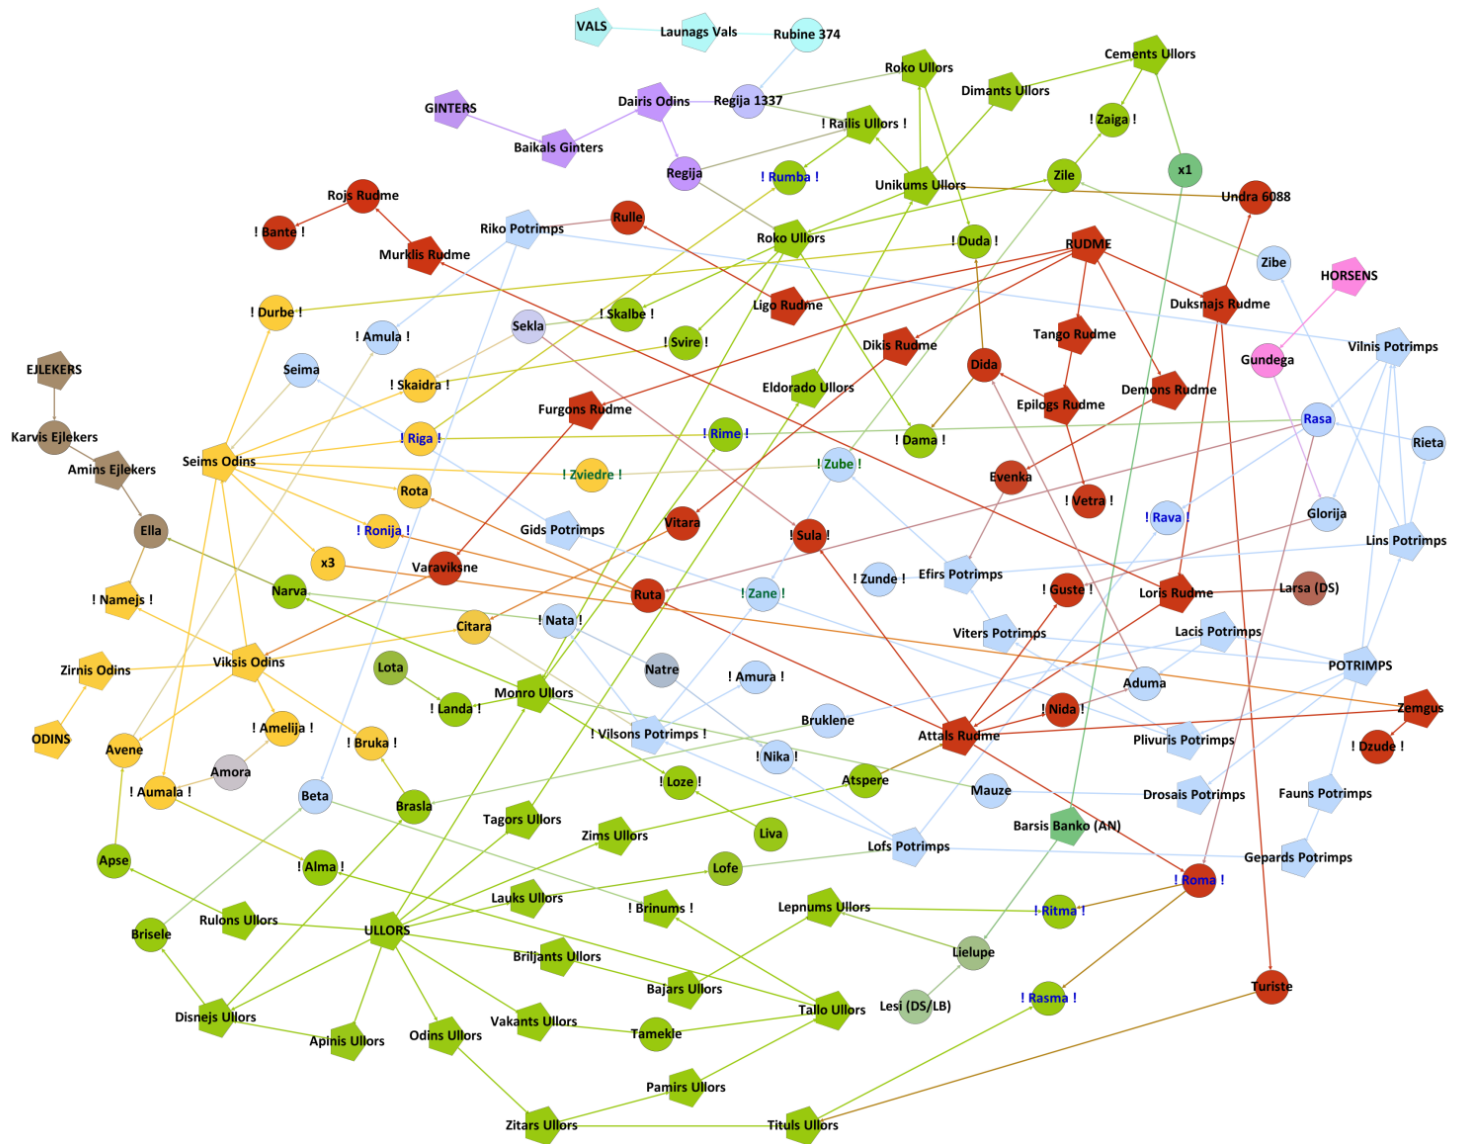 VALS
Launags Vals
Rubine 374
Cements Ullors
Roko Ullors
Dimants Ullors
GINTERS
Dairis Odins
Regija 1337
! Railis Ullors !
! Zaiga !
Baikals Ginters
Regija
! Rumba !
Unikums Ullors
Zile
x1
Rojs Rudme
Undra 6088
! Bante !
Riko Potrimps
Rulle
Roko Ullors
! Duda !
RUDME
Murklis Rudme
Zibe
HORSENS
! Durbe !
Sekla
! Skalbe !
Ligo Rudme
Duksnajs Rudme
! Amula !
! Svire !
Dikis Rudme
Tango Rudme
Vilnis Potrimps
EJLEKERS
Seima
! Skaidra !
Eldorado Ullors
Dida
Gundega
Demons Rudme
Furgons Rudme
Epilogs Rudme
Rasa
Karvis Ejlekers
! Riga !
! Rime !
! Dama !
Rieta
Amins Ejlekers
Seims Odins
! Zviedre !
! Zube !
Evenka
Rota
! Vetra !
Ella
! Ronija !
Gids Potrimps
Vitara
! Sula !
! Rava !
Glorija
Lins Potrimps
x3
Varaviksne
! Zunde !
Efirs Potrimps
! Namejs !
Narva
Ruta
! Zane !
! Guste !
Loris Rudme
Larsa (DS)
Citara
! Nata !
Viters Potrimps
Lacis Potrimps
Zirnis Odins
Viksis Odins
Lota
Natre
! Amura !
POTRIMPS
Monro Ullors
Aduma
! Landa !
! Nida !
Zemgus
ODINS
Avene
! Amelija !
! Bruka !
! Vilsons Potrimps !
Bruklene
Attals Rudme
Plivuris Potrimps
! Dzude !
Amora
! Nika !
! Aumala !
Beta
Brasla
! Loze !
Atspere
Mauze
Drosais Potrimps
Fauns Potrimps
Tagors Ullors
Zims Ullors
Liva
Barsis Banko (AN)
Apse
! Alma !
Lofe
Lofs Potrimps
Gepards Potrimps
! Roma !
Lauks Ullors
! Brinums !
Lepnums Ullors
! Ritma !
Brisele
Rulons Ullors
ULLORS
Briljants Ullors
Lielupe
Bajars Ullors
Turiste
Disnejs Ullors
Lesi (DS/LB)
! Rasma !
Tallo Ullors
Apinis Ullors
Odins Ullors
Vakants Ullors
Tamekle
Pamirs Ullors
Zitars Ullors
Tituls Ullors